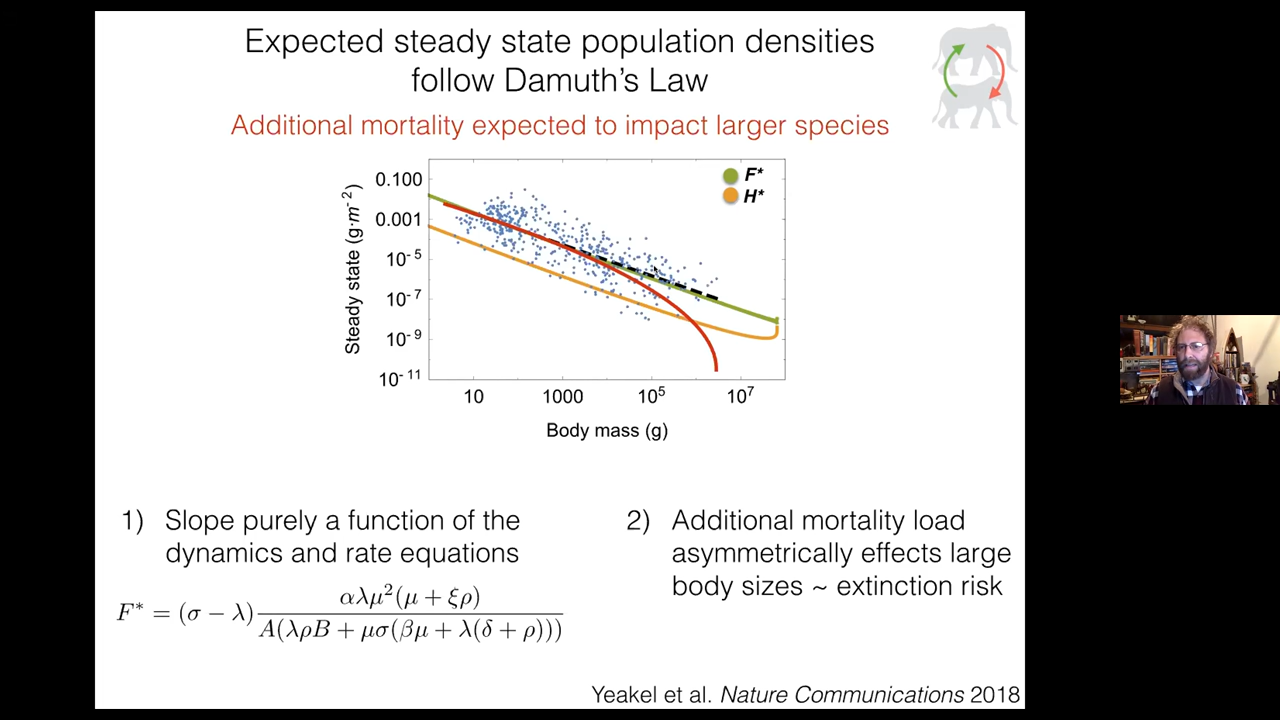 Expected steady state population densities
follow Damuth's Law
Additional mortality expected to impact larger species
Steady state (g·m⁻²)
0.100
0.001
10⁻⁵
10⁻⁷
10⁻⁹
10⁻¹¹
F*
H*
10
1000
10⁵
10⁷
Body mass (g)
1) Slope purely a function of the
dynamics and rate equations
F* = (σ − λ) αλμ²(μ + ξρ) / A(λρB + μσ(βμ + λ(δ + ρ)))
2) Additional mortality load
asymmetrically effects large
body sizes ~ extinction risk
Yeakel et al. Nature Communications 2018